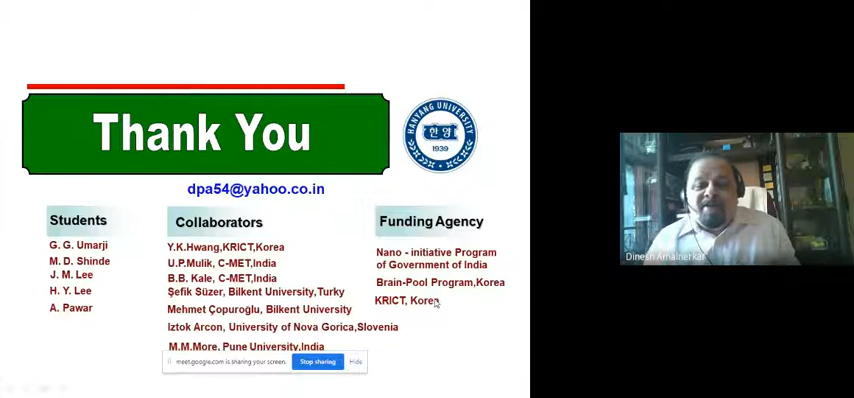 Thank You
HANYANG UNIVERSITY
한양
1939
dpa54@yahoo.co.in
Students
G. G. Umarji
M. D. Shinde
J. M. Lee
H. Y. Lee
A. Pawar
Collaborators
Y.K.Hwang,KRICT,Korea
U.P.Mulik, C-MET,India
B.B. Kale, C-MET,India
Şefik Süzer, Bilkent University,Turky
Mehmet Çopuroğlu, Bilkent University
Iztok Arcon, University of Nova Gorica,Slovenia
M.M.More, Pune University,India
Funding Agency
Nano - initiative Program
of Government of India
Brain-Pool Program,Korea
KRICT, Korea
meet.google.com is sharing your screen.
Stop sharing
Hide
Dinesh Amalnerkar